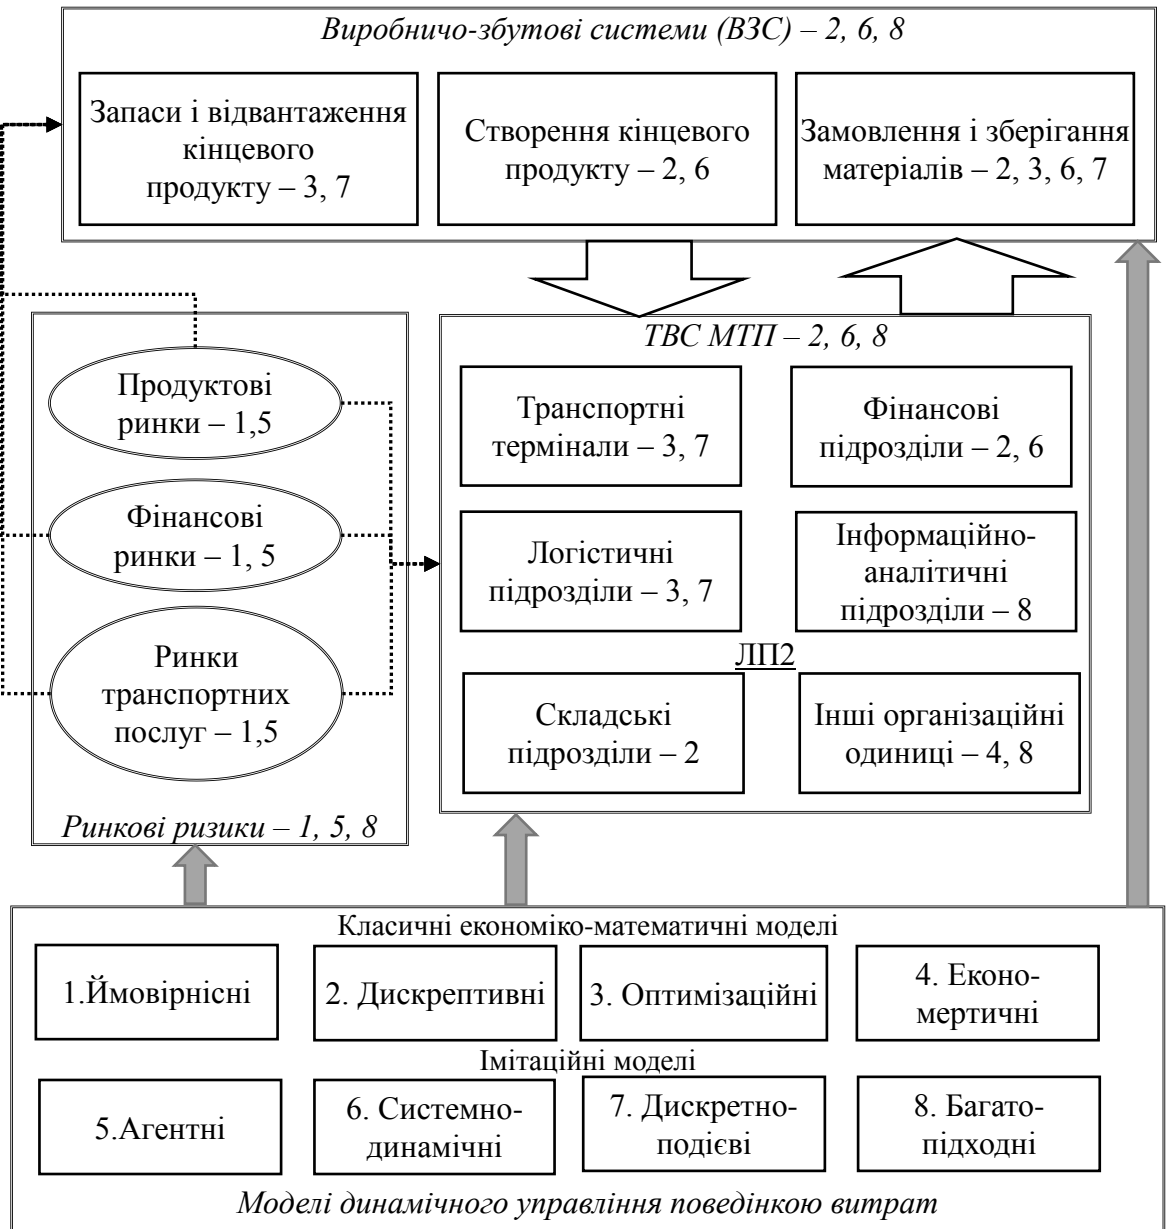 Виробничо-збутові системи (ВЗС) – 2, 6, 8
Запаси і відвантаження
кінцевого
продукту – 3, 7
Створення кінцевого
продукту – 2, 6
Замовлення і зберігання
матеріалів – 2, 3, 6, 7
Продуктові
ринки – 1,5
Фінансові
ринки – 1, 5
Ринки
транспортних
послуг – 1,5
Ринкові ризики – 1, 5, 8
ТВС МТП – 2, 6, 8
Транспортні
термінали – 3, 7
Фінансові
підрозділи – 2, 6
Логістичні
підрозділи – 3, 7
Інформаційно-
аналітичні
підрозділи – 8
ЛП2
Складські
підрозділи – 2
Інші організаційні
одиниці – 4, 8
Класичні економіко-математичні моделі
1.Ймовірнісні
2. Дискрептивні
3. Оптимізаційні
4. Еконо-
мертичні
Імітаційні моделі
5.Агентні
6. Системно-
динамічні
7. Дискретно-
подієві
8. Багато-
підходні
Моделі динамічного управління поведінкою витрат